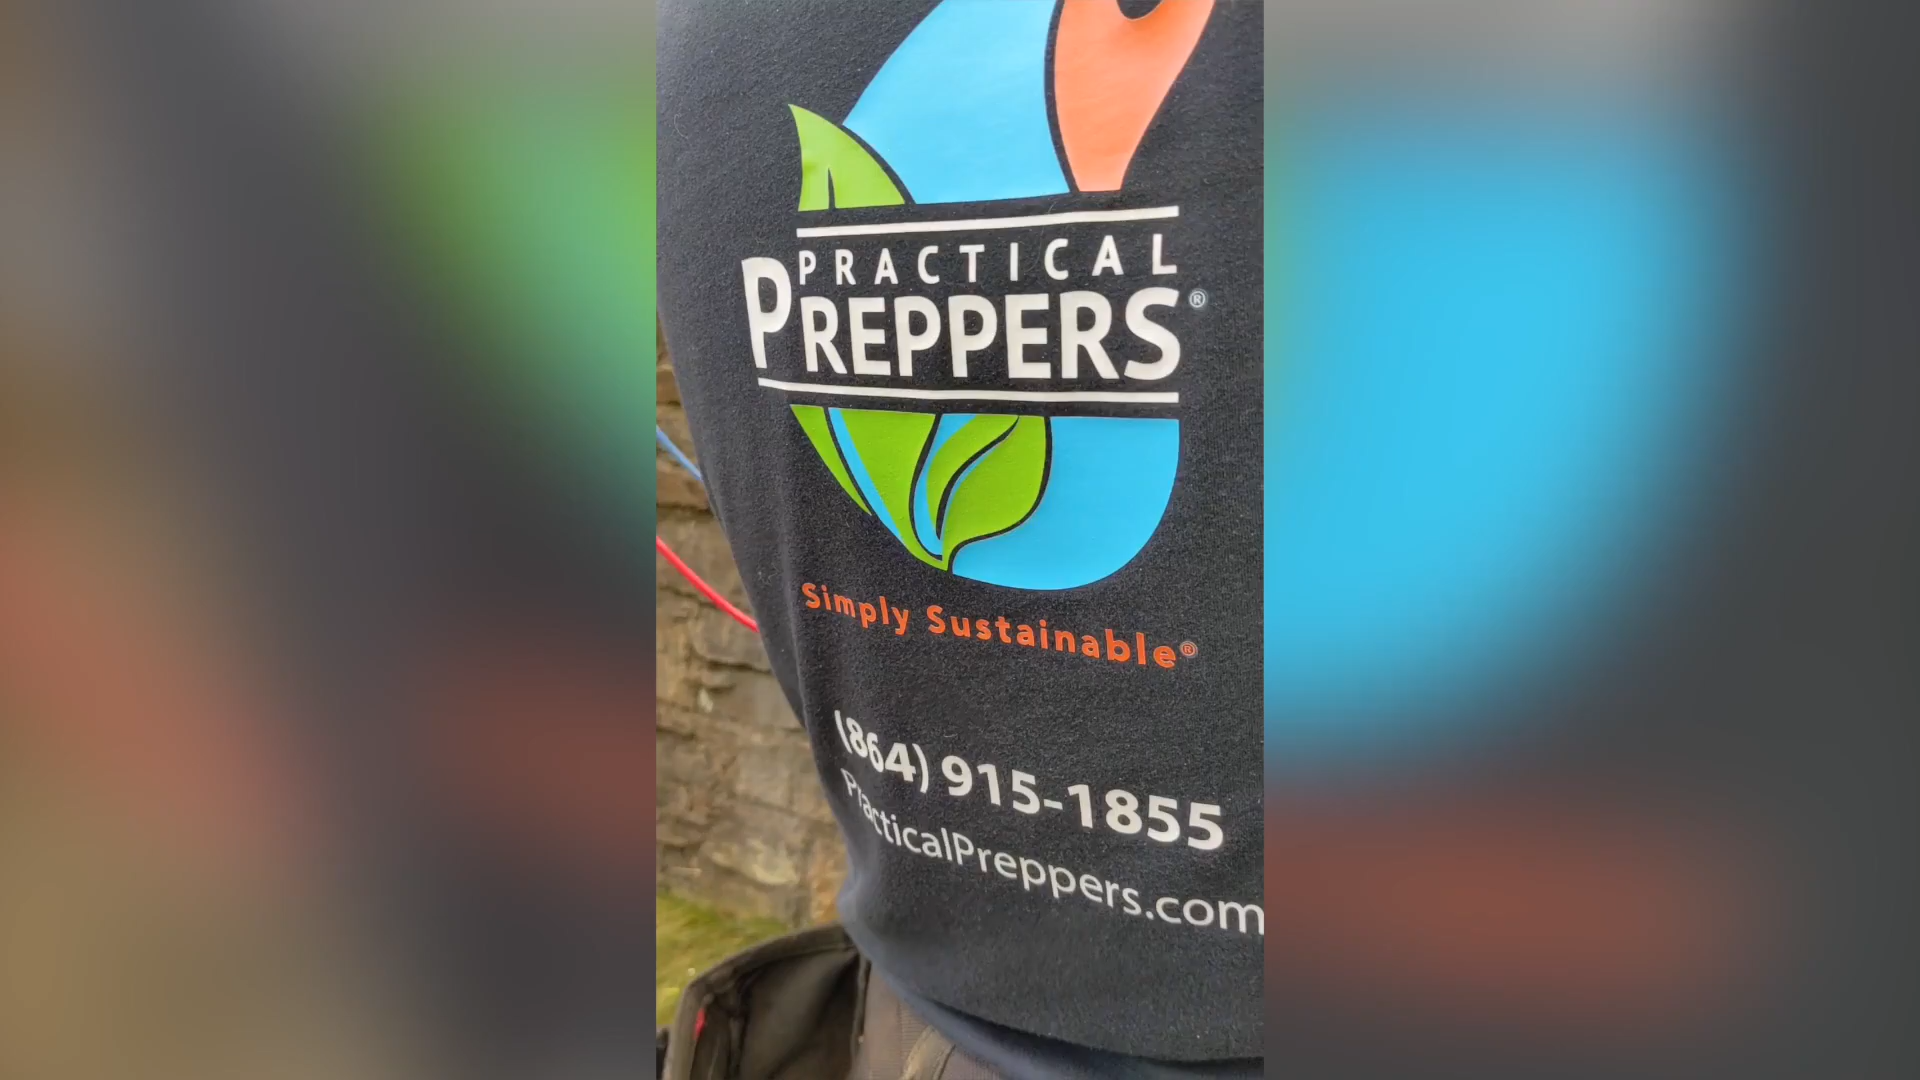 PRACTICAL
PREPPERS®
Simply Sustainable®
(864) 915-1855
PracticalPreppers.com